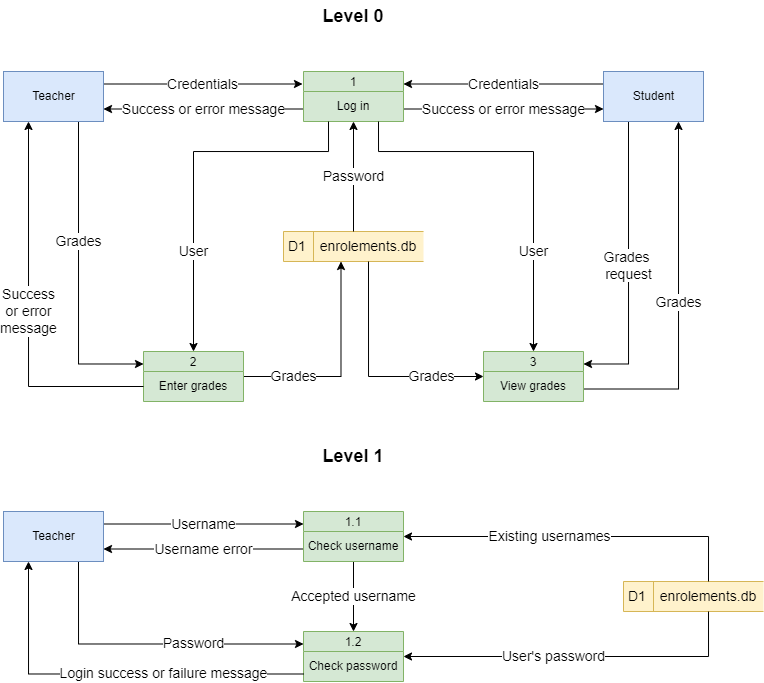 Level 0
Teacher
Credentials
1
Log in
Credentials
Student
Success or error message
Success or error message
Password
Grades
User
D1
enrolements.db
User
Grades
request
Success
or error
message
Grades
2
Enter grades
Grades
Grades
3
View grades
Level 1
Teacher
Username
1.1
Check username
Username error
Existing usernames
Accepted username
D1
enrolements.db
Password
1.2
Check password
User's password
Login success or failure message